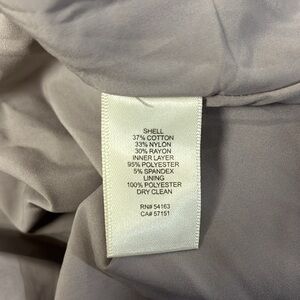 SHELL
37% COTTON
33% NYLON
30% RAYON
INNER LAYER
95% POLYESTER
5% SPANDEX
LINING
100% POLYESTER
DRY CLEAN
RN# 54163
CA# 57151